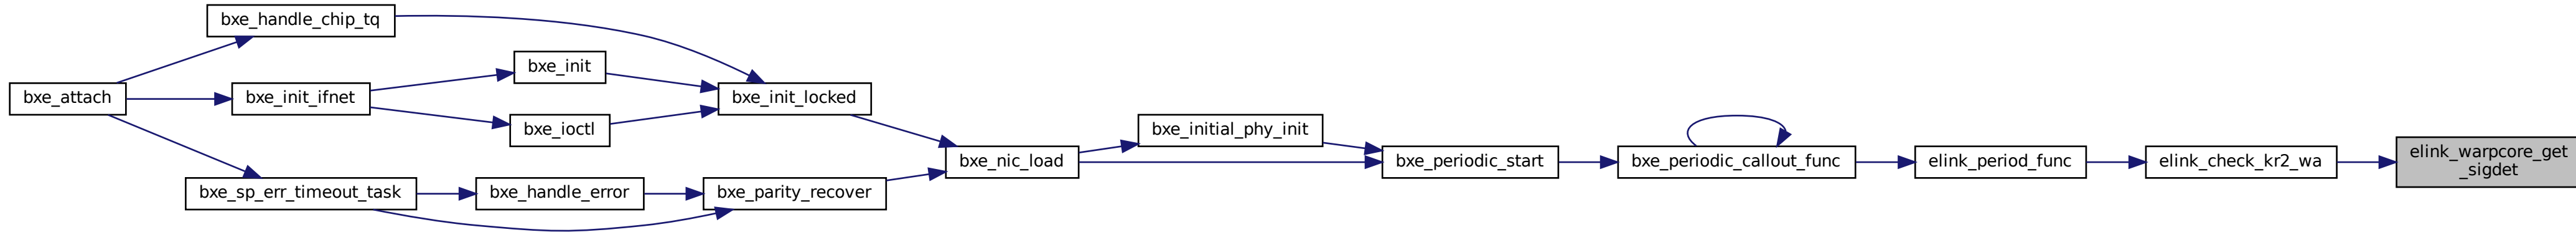 bxe_handle_chip_tq
bxe_init
bxe_attach
bxe_init_ifnet
bxe_init_locked
bxe_ioctl
bxe_initial_phy_init
bxe_nic_load
bxe_periodic_start
bxe_periodic_callout_func
elink_period_func
elink_check_kr2_wa
elink_warpcore_get
_sigdet
bxe_sp_err_timeout_task
bxe_handle_error
bxe_parity_recover